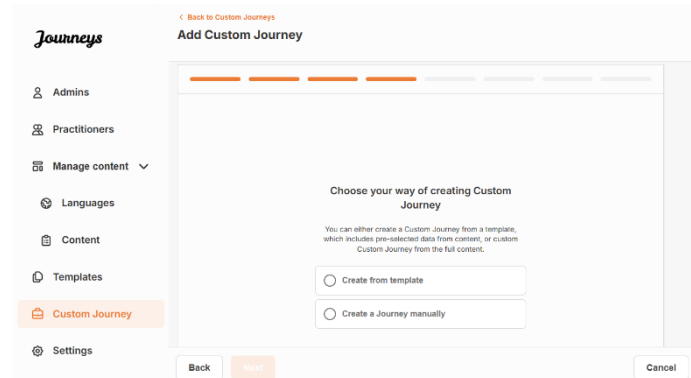 Back to Custom Journeys
Journeys
Add Custom Journey
Admins
Practitioners
Manage content
Languages
Content
Templates
Custom Journey
Settings
Choose your way of creating Custom
Journey
You can either create a Custom Journey from a template,
which includes pre-selected data from content, or custom
Custom Journey from the full content.
Create from template
Create a Journey manually
Back
Next
Cancel